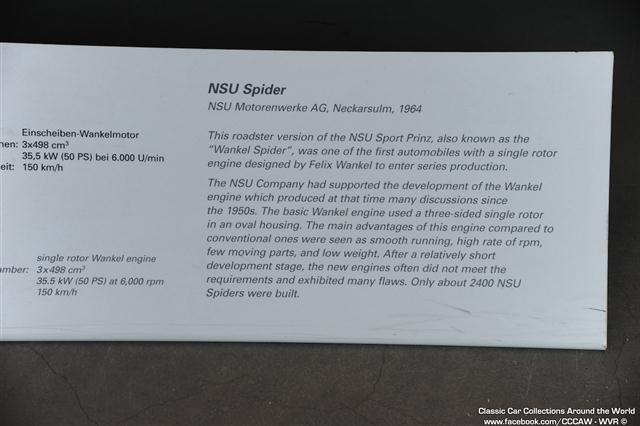 Einscheiben-Wankelmotor
nen: 3x498 cm³
35,5 kW (50 PS) bei 6.000 U/min
eit: 150 km/h
single rotor Wankel engine
amber: 3x498 cm³
35.5 kW (50 PS) at 6,000 rpm
150 km/h
NSU Spider
NSU Motorenwerke AG, Neckarsulm, 1964
This roadster version of the NSU Sport Prinz, also known as the
"Wankel Spider", was one of the first automobiles with a single rotor
engine designed by Felix Wankel to enter series production.
The NSU Company had supported the development of the Wankel
engine which produced at that time many discussions since
the 1950s. The basic Wankel engine used a three-sided single rotor
in an oval housing. The main advantages of this engine compared to
conventional ones were seen as smooth running, high rate of rpm,
few moving parts, and low weight. After a relatively short
development stage, the new engines often did not meet the
requirements and exhibited many flaws. Only about 2400 NSU
Spiders were built.
Classic Car Collections Around the World
www.facebook.com/CCCAW - WVR ©